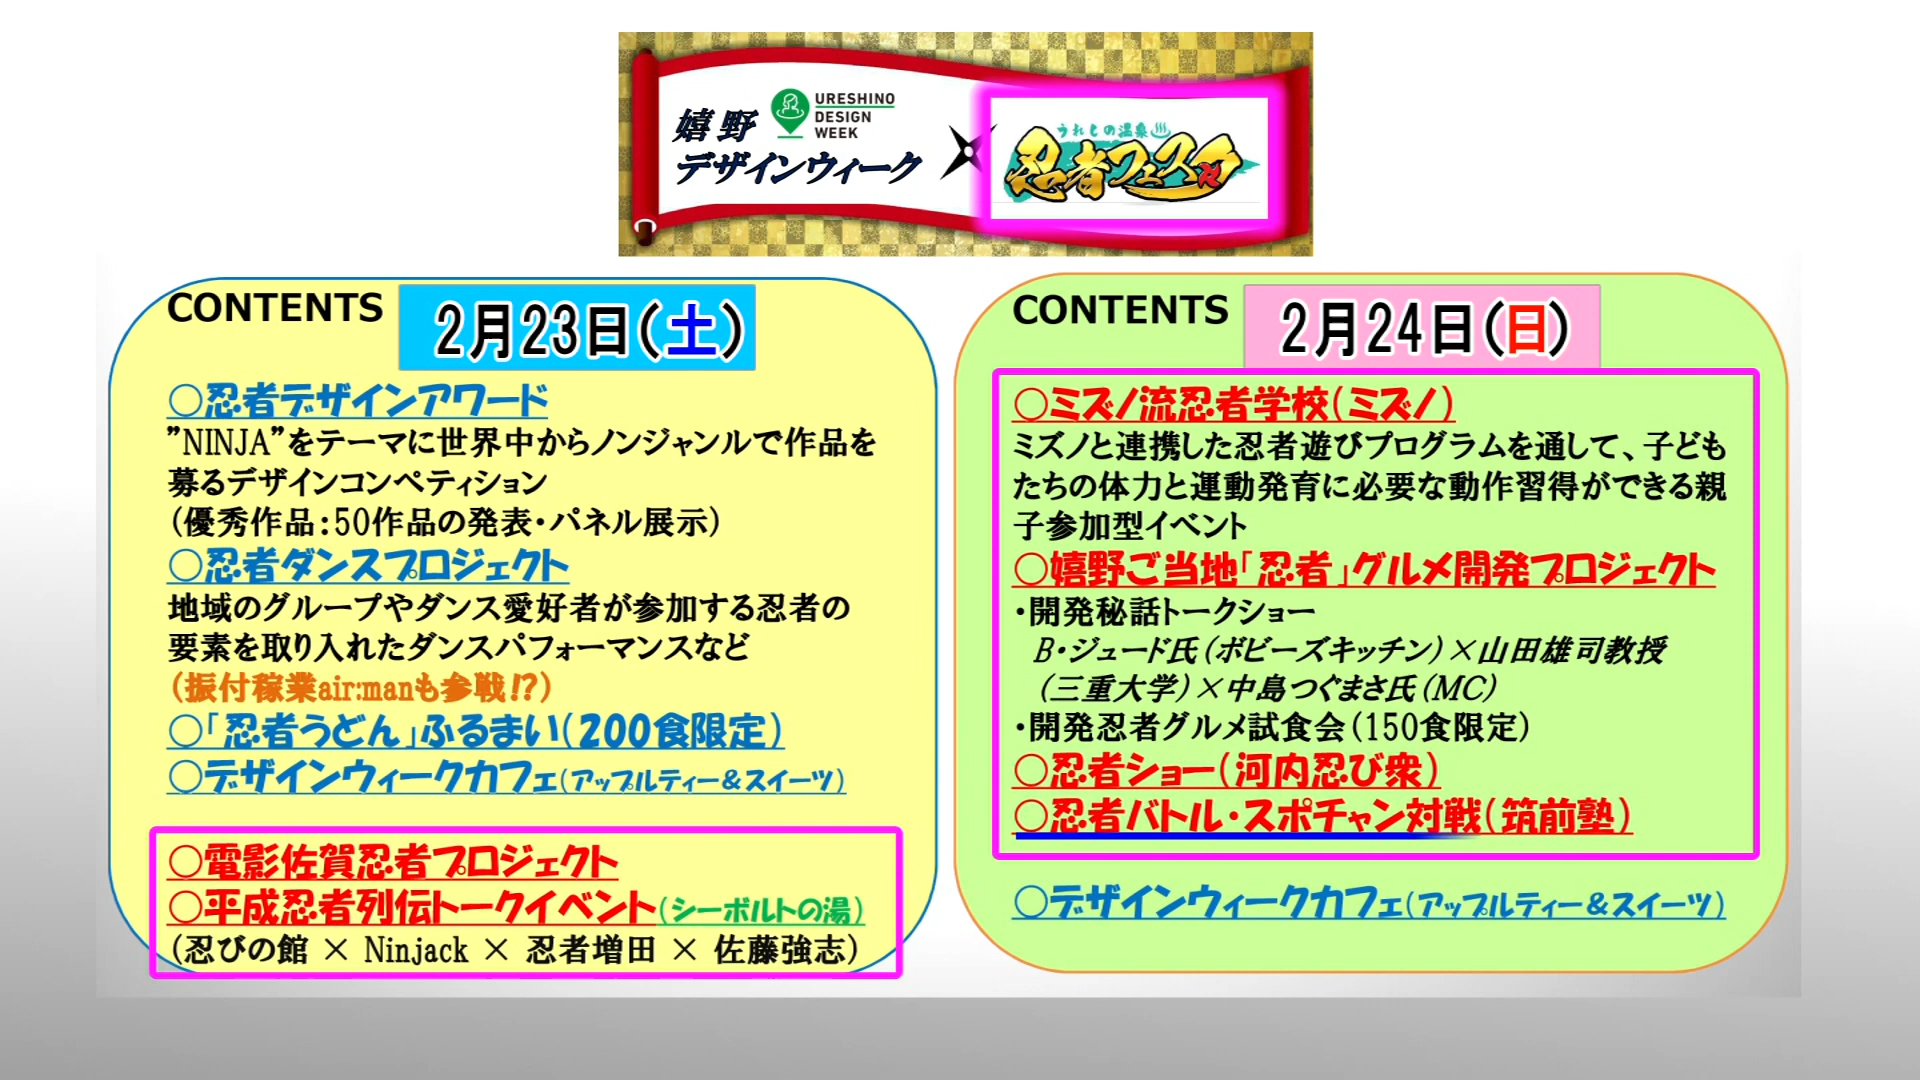 嬉野
URESHINO
DESIGN
WEEK
デザインウィーク
うれしの温泉
忍者フェスタ
CONTENTS 2月23日(土)
○忍者デザインアワード
”NINJA”をテーマに世界中からノンジャンルで作品を
募るデザインコンペティション
(優秀作品:50作品の発表・パネル展示)
○忍者ダンスプロジェクト
地域のグループやダンス愛好者が参加する忍者の
要素を取り入れたダンスパフォーマンスなど
(振付稼業air:manも参戦!?)
○「忍者うどん」ふるまい(200食限定)
○デザインウィークカフェ(アップルティー&スイーツ)
○電影佐賀忍者プロジェクト
○平成忍者列伝トークイベント(シーボルトの湯)
(忍びの館 × Ninjack × 忍者増田 × 佐藤強志)
CONTENTS 2月24日(日)
○ミズノ流忍者学校(ミズノ)
ミズノと連携した忍者遊びプログラムを通して、子ども
たちの体力と運動発育に必要な動作習得ができる親
子参加型イベント
○嬉野ご当地「忍者」グルメ開発プロジェクト
・開発秘話トークショー
B・ジュード氏(ボビーズキッチン)×山田雄司教授
(三重大学)×中島つぐまさ氏(MC)
・開発忍者グルメ試食会(150食限定)
○忍者ショー(河内忍び衆)
○忍者バトル・スポチャン対戦(筑前塾)
○デザインウィークカフェ(アップルティー&スイーツ)